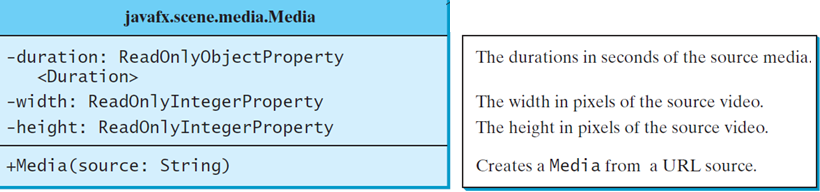 javafx.scene.media.Media
-duration: ReadOnlyObjectProperty
<Duration>
-width: ReadOnlyIntegerProperty
-height: ReadOnlyIntegerProperty
+Media(source: String)
The durations in seconds of the source media.
The width in pixels of the source video.
The height in pixels of the source video.
Creates a Media from a URL source.